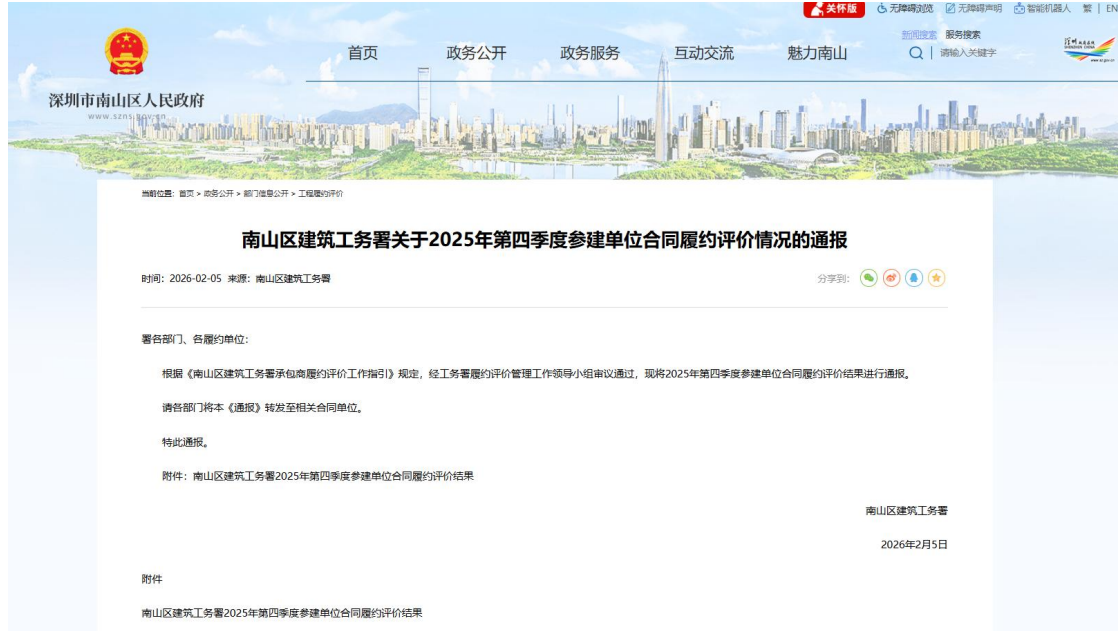 关怀版 无障碍浏览 无障碍声明 智能机器人 繁 | EN
新闻搜索 服务搜索
首页 政务公开 政务服务 互动交流 魅力南山 请输入关键字
深圳市南山区人民政府
www.szns.gov.cn
当前位置：首页 > 政务公开 > 部门信息公开 > 工程履约评价
南山区建筑工务署关于2025年第四季度参建单位合同履约评价情况的通报
时间：2026-02-05 来源：南山区建筑工务署 分享到：
署各部门、各履约单位：
根据《南山区建筑工务署承包商履约评价工作指引》规定，经工务署履约评价管理工作领导小组审议通过，现将2025年第四季度参建单位合同履约评价结果进行通报。
请各部门将本《通报》转发至相关合同单位。
特此通报。
附件：南山区建筑工务署2025年第四季度参建单位合同履约评价结果
南山区建筑工务署
2026年2月5日
附件
南山区建筑工务署2025年第四季度参建单位合同履约评价结果